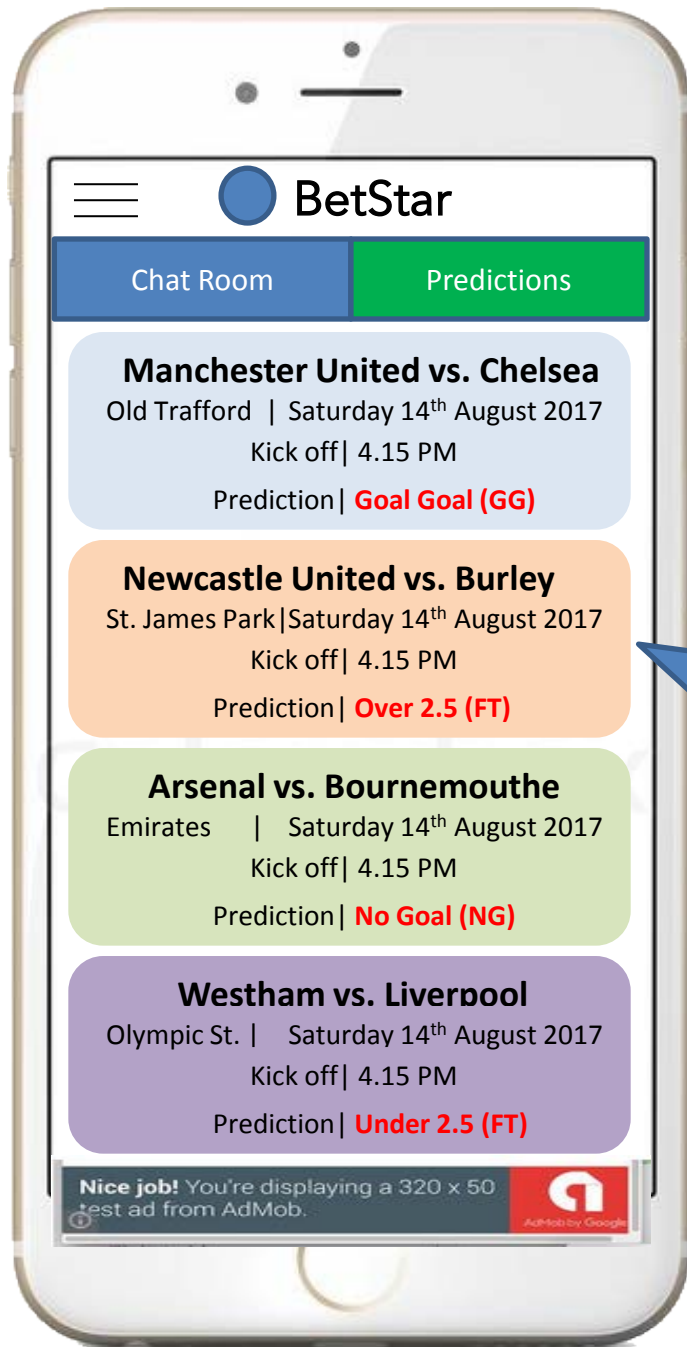 BetStar
Chat Room Predictions
Manchester United vs. Chelsea
Old Trafford | Saturday 14th August 2017
Kick off| 4.15 PM
Prediction| Goal Goal (GG)
Newcastle United vs. Burley
St. James Park|Saturday 14th August 2017
Kick off| 4.15 PM
Prediction| Over 2.5 (FT)
Arsenal vs. Bournemouthe
Emirates | Saturday 14th August 2017
Kick off| 4.15 PM
Prediction| No Goal (NG)
Westham vs. Liverpool
Olympic St. | Saturday 14th August 2017
Kick off| 4.15 PM
Prediction| Under 2.5 (FT)
Nice job! You're displaying a 320 x 50
test ad from AdMob.
AdMob by Google